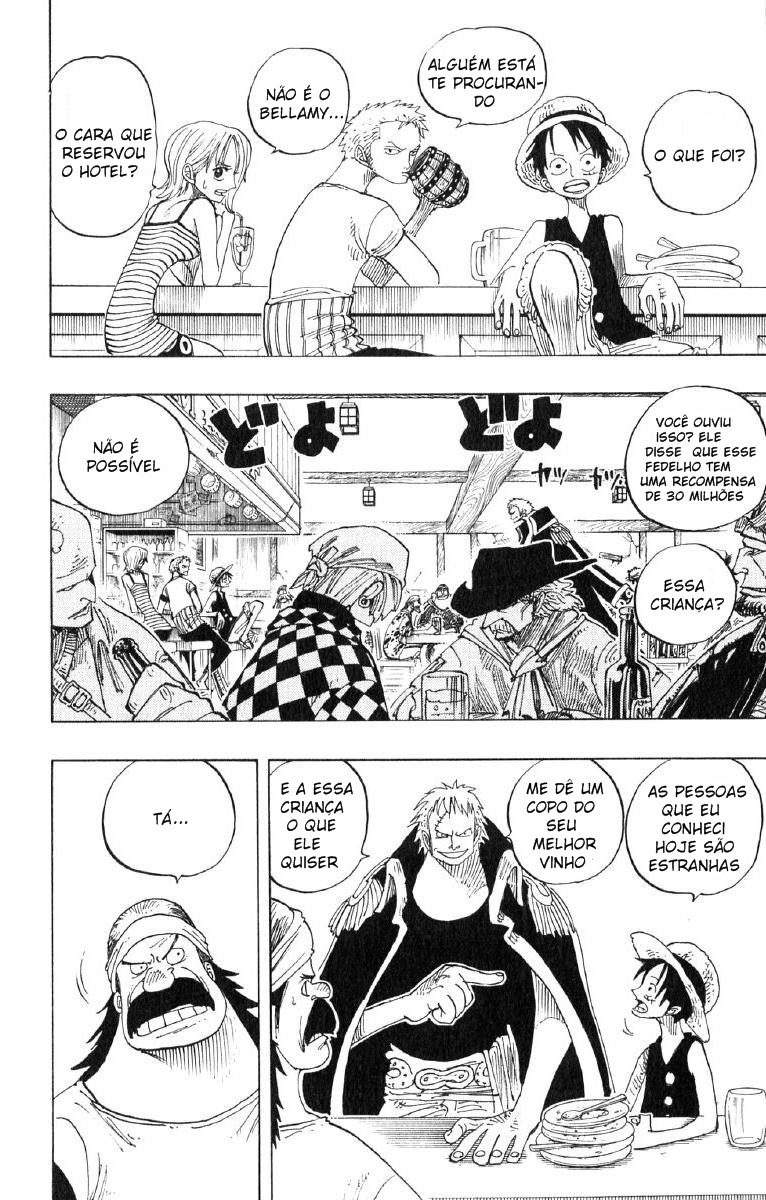 O QUE FOI?
ALGUÉM ESTÁ
TE PROCURAN-
DO
NÃO É O
BELLAMY...
O CARA QUE
RESERVOU
O HOTEL?
VOCÊ OUVIU
ISSO? ELE
DISSE QUE ESSE
FEDELHO TEM
UMA RECOMPENSA
DE 30 MILHÕES
ESSA
CRIANÇA?
どよ
どよ
ガッ
NÃO É
POSSÍVEL
AS PESSOAS
QUE EU
CONHECI
HOJE SÃO
ESTRANHAS
ME DÊ UM
COPO DO
SEU
MELHOR
VINHO
E A ESSA
CRIANÇA
O QUE
ELE
QUISER
TÁ...